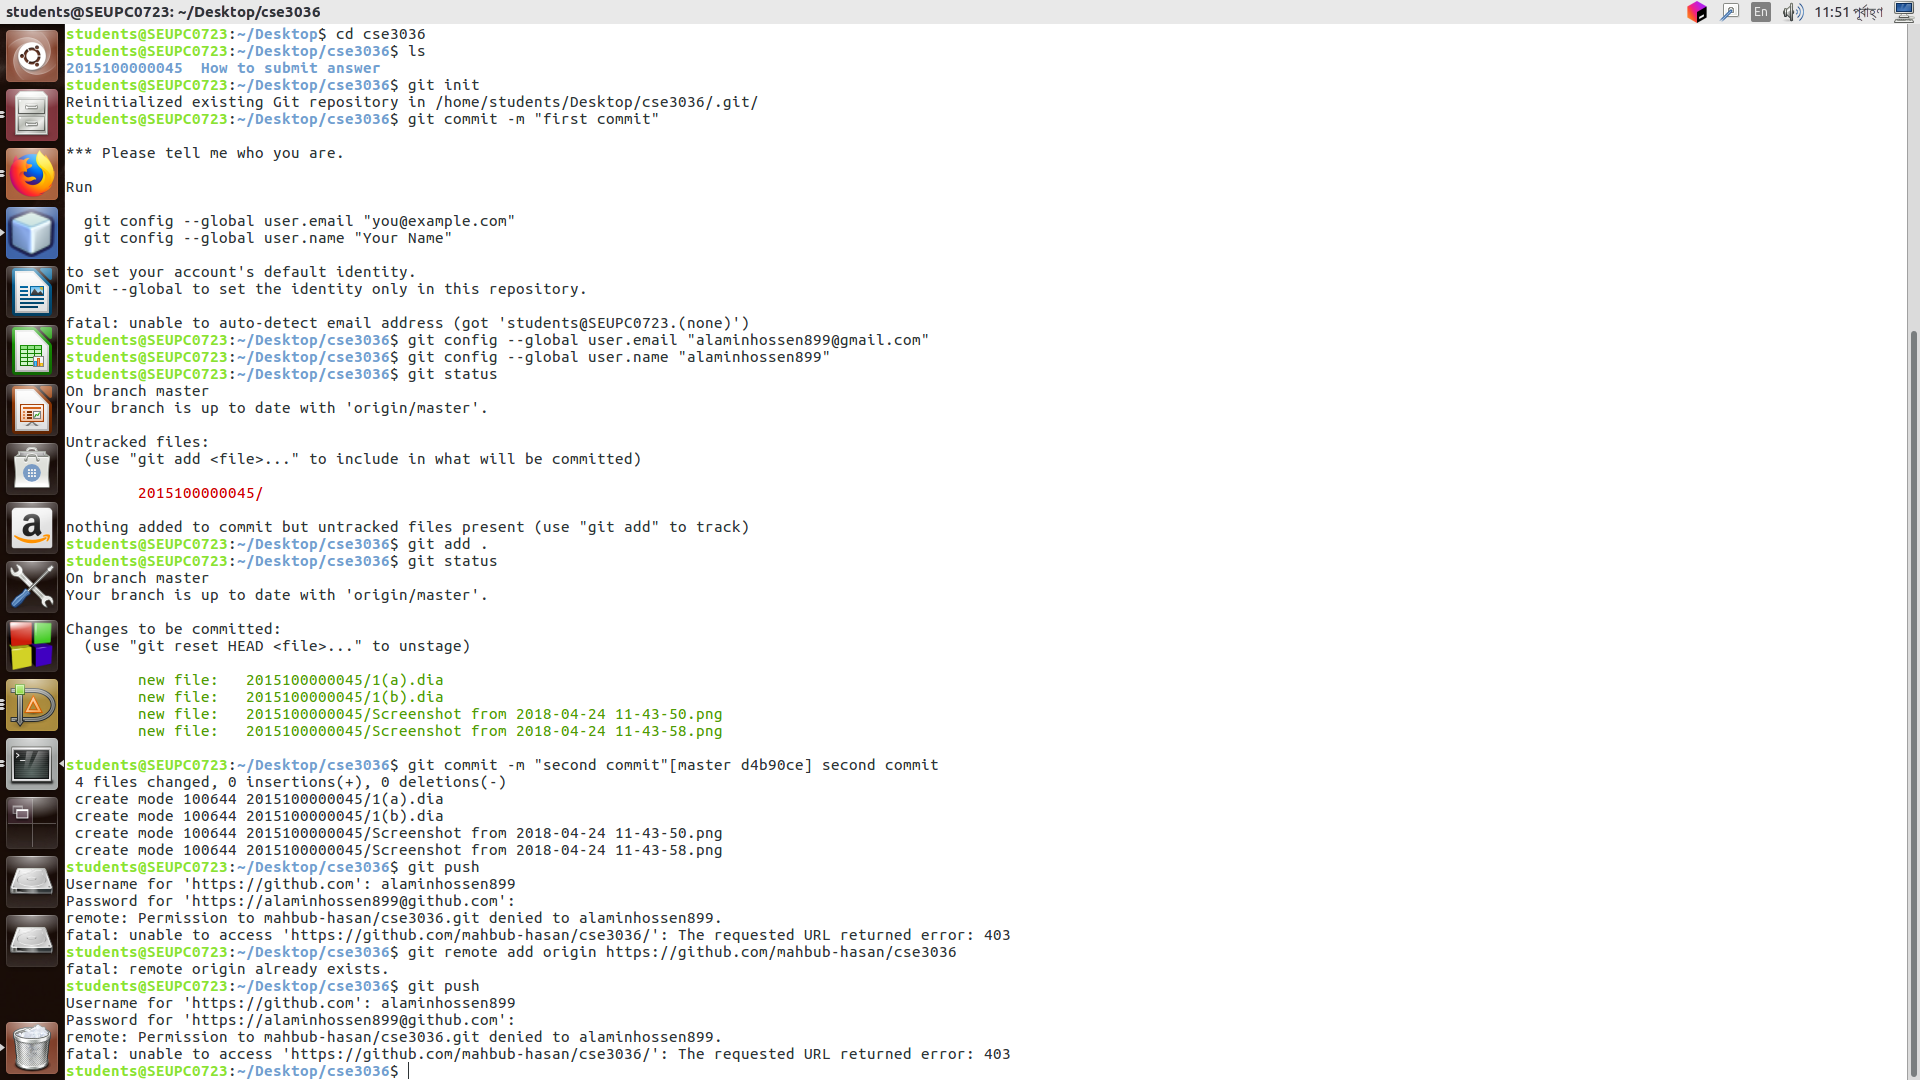 students@SEUPC0723: ~/Desktop/cse3036
En
11:51 পূর্বাহ্ণ
students@SEUPC0723:~/Desktop$ cd cse3036
students@SEUPC0723:~/Desktop/cse3036$ ls
2015100000045  How to submit answer
students@SEUPC0723:~/Desktop/cse3036$ git init
Reinitialized existing Git repository in /home/students/Desktop/cse3036/.git/
students@SEUPC0723:~/Desktop/cse3036$ git commit -m "first commit"

*** Please tell me who you are.

Run

  git config --global user.email "you@example.com"
  git config --global user.name "Your Name"

to set your account's default identity.
Omit --global to set the identity only in this repository.

fatal: unable to auto-detect email address (got 'students@SEUPC0723.(none)')
students@SEUPC0723:~/Desktop/cse3036$ git config --global user.email "alaminhossen899@gmail.com"
students@SEUPC0723:~/Desktop/cse3036$ git config --global user.name "alaminhossen899"
students@SEUPC0723:~/Desktop/cse3036$ git status
On branch master
Your branch is up to date with 'origin/master'.

Untracked files:
  (use "git add <file>..." to include in what will be committed)

        2015100000045/

nothing added to commit but untracked files present (use "git add" to track)
students@SEUPC0723:~/Desktop/cse3036$ git add .
students@SEUPC0723:~/Desktop/cse3036$ git status
On branch master
Your branch is up to date with 'origin/master'.

Changes to be committed:
  (use "git reset HEAD <file>..." to unstage)

        new file:   2015100000045/1(a).dia
        new file:   2015100000045/1(b).dia
        new file:   2015100000045/Screenshot from 2018-04-24 11-43-50.png
        new file:   2015100000045/Screenshot from 2018-04-24 11-43-58.png

students@SEUPC0723:~/Desktop/cse3036$ git commit -m "second commit"[master d4b90ce] second commit
 4 files changed, 0 insertions(+), 0 deletions(-)
 create mode 100644 2015100000045/1(a).dia
 create mode 100644 2015100000045/1(b).dia
 create mode 100644 2015100000045/Screenshot from 2018-04-24 11-43-50.png
 create mode 100644 2015100000045/Screenshot from 2018-04-24 11-43-58.png
students@SEUPC0723:~/Desktop/cse3036$ git push
Username for 'https://github.com': alaminhossen899
Password for 'https://alaminhossen899@github.com':
remote: Permission to mahbub-hasan/cse3036.git denied to alaminhossen899.
fatal: unable to access 'https://github.com/mahbub-hasan/cse3036/': The requested URL returned error: 403
students@SEUPC0723:~/Desktop/cse3036$ git remote add origin https://github.com/mahbub-hasan/cse3036
fatal: remote origin already exists.
students@SEUPC0723:~/Desktop/cse3036$ git push
Username for 'https://github.com': alaminhossen899
Password for 'https://alaminhossen899@github.com':
remote: Permission to mahbub-hasan/cse3036.git denied to alaminhossen899.
fatal: unable to access 'https://github.com/mahbub-hasan/cse3036/': The requested URL returned error: 403
students@SEUPC0723:~/Desktop/cse3036$